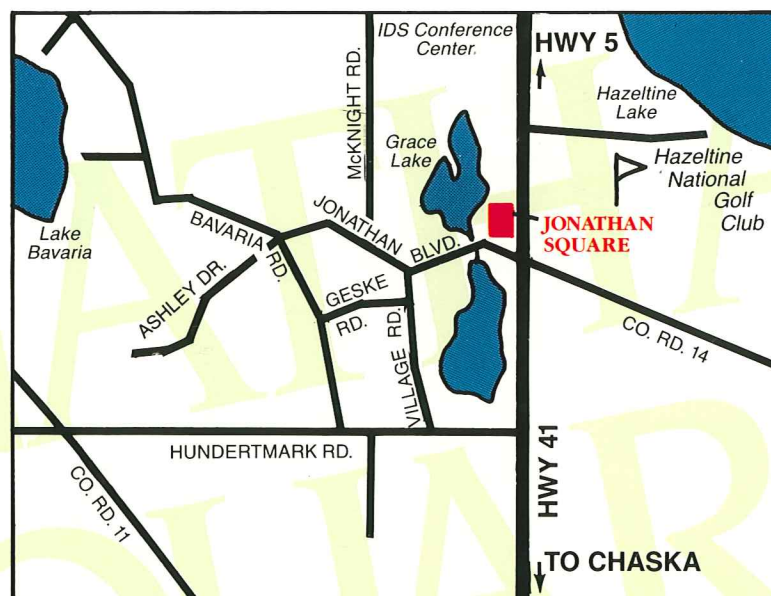 IDS Conference
Center
HWY 5
McKNIGHT RD.
Hazeltine
Lake
Grace
Lake
Hazeltine
National
Golf
Club
Lake
Bavaria
JONATHAN
BLVD.
JONATHAN
SQUARE
BAVARIA RD.
ASHLEY DR.
GESKE
RD.
VILLAGE RD.
CO. RD. 14
HUNDERTMARK RD.
CO. RD. 11
HWY 41
TO CHASKA